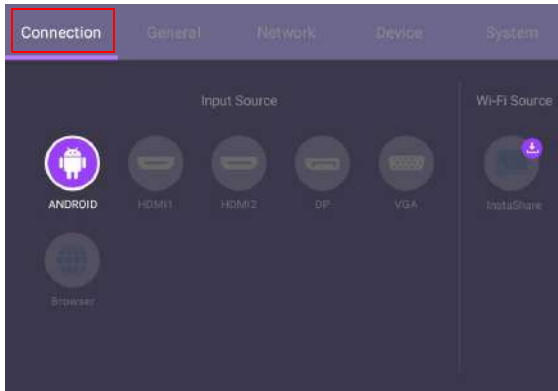 Connection General Network Device System
Input Source Wi-Fi Source
ANDROID HDMI1 HDMI2 DP VGA InstaShare
Browser